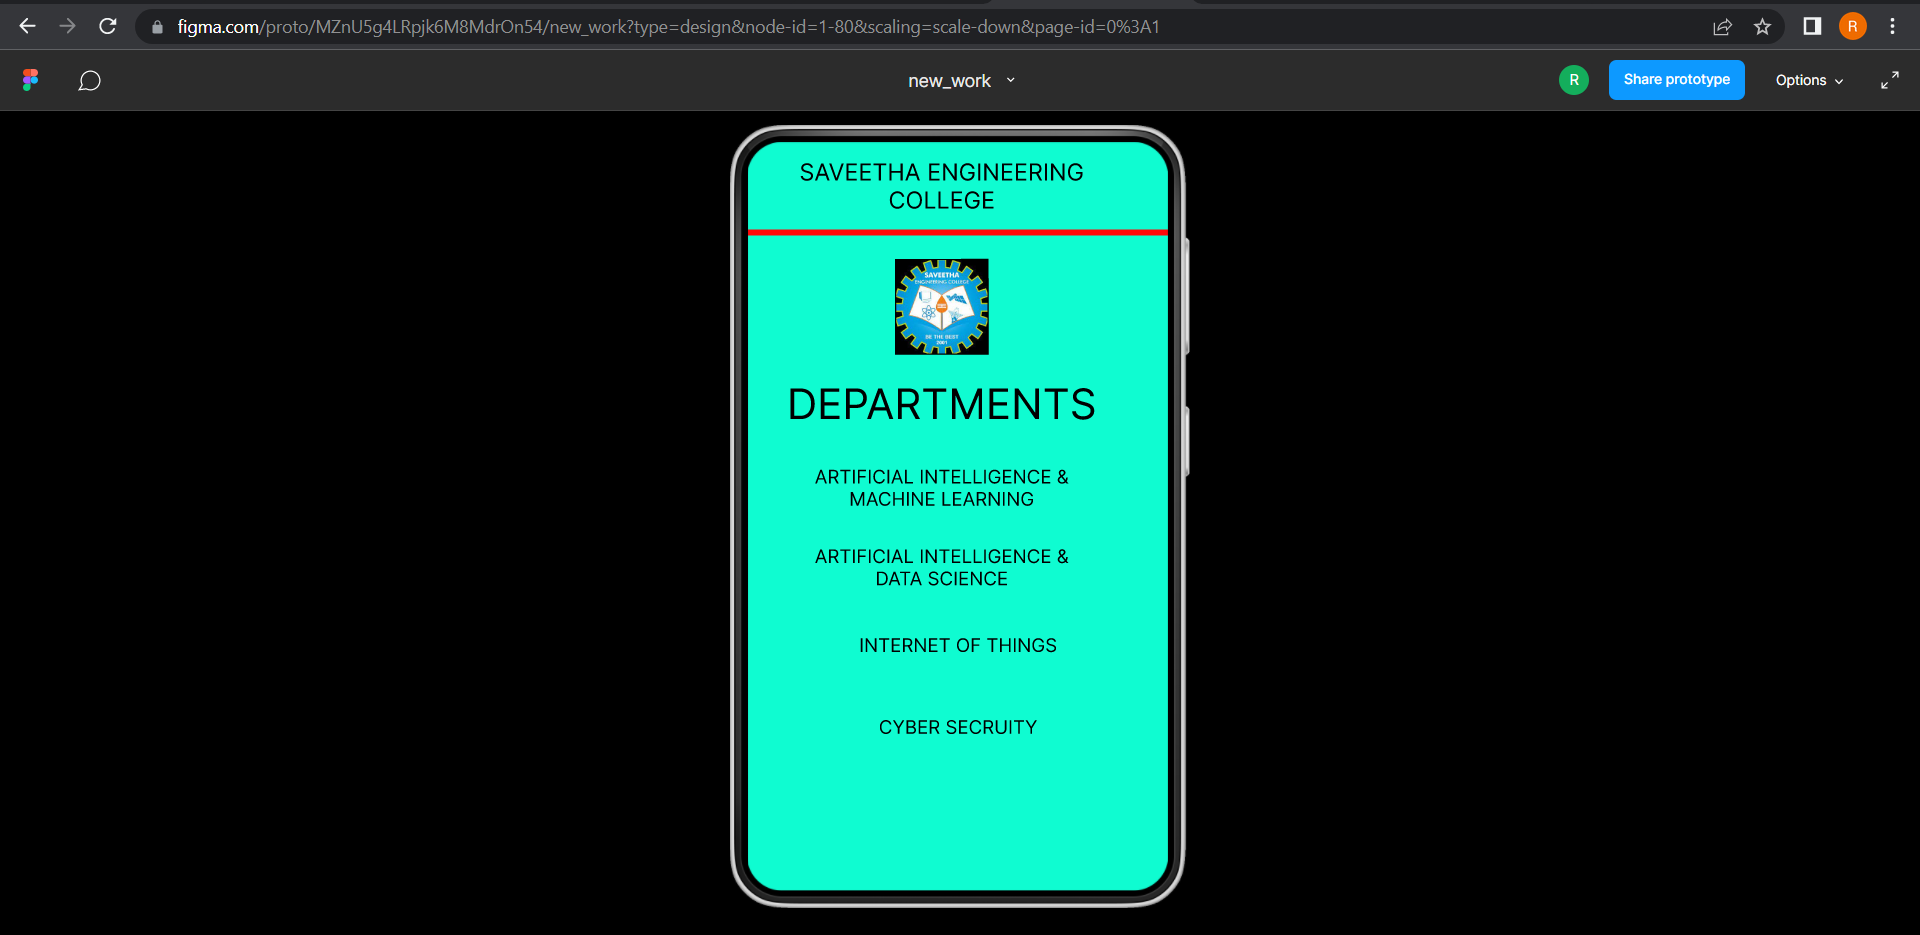 figma.com/proto/MZnU5g4LRpjk6M8MdrOn54/new_work?type=design&node-id=1-80&scaling=scale-down&page-id=0%3A1
R
new_work
R
Share prototype
Options
SAVEETHA ENGINEERING
COLLEGE
SAVEETHA
ENGINEERING COLLEGE
BE THE BEST
2001
DEPARTMENTS
ARTIFICIAL INTELLIGENCE &
MACHINE LEARNING
ARTIFICIAL INTELLIGENCE &
DATA SCIENCE
INTERNET OF THINGS
CYBER SECRUITY